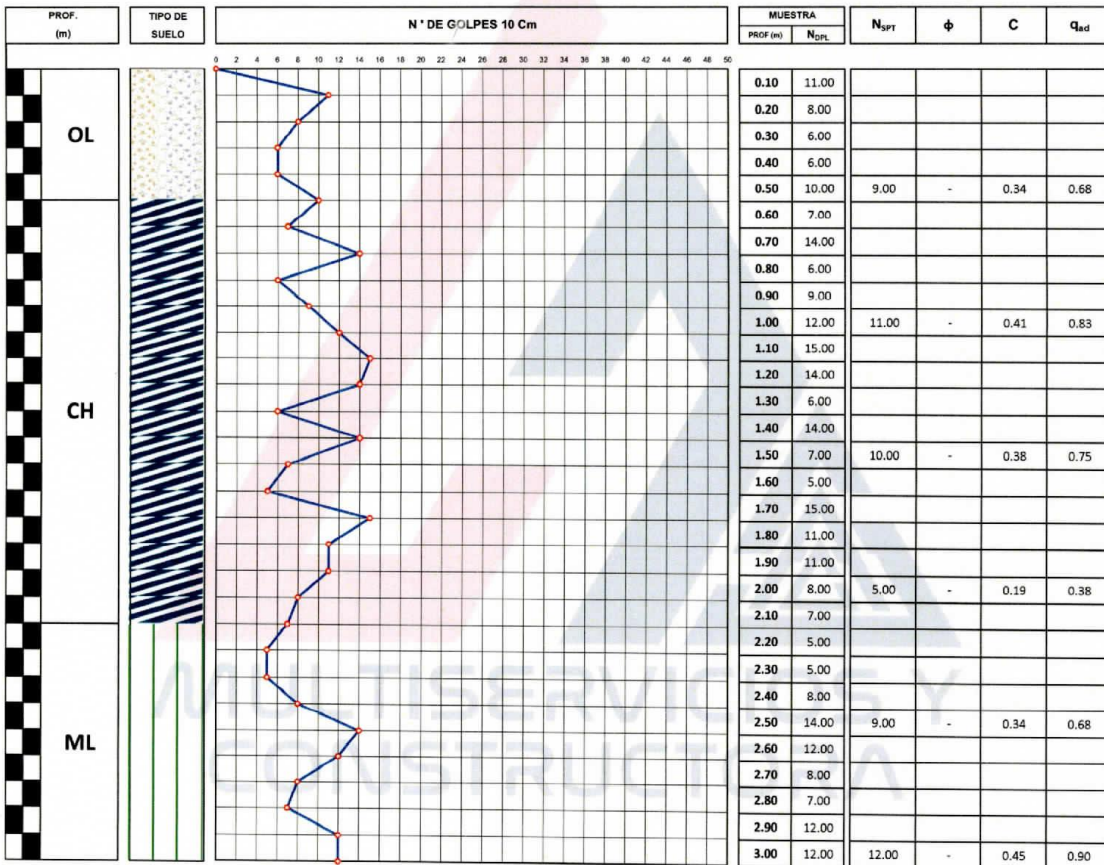 PROF. (m) TIPO DE SUELO N ' DE GOLPES 10 Cm MUESTRA N_SPT ϕ C q_ad
PROF (m) N_DPL
0 2 4 6 8 10 12 14 16 18 20 22 24 26 28 30 32 34 36 38 40 42 44 46 48 50
0.10 11.00
0.20 8.00
OL 0.30 6.00
0.40 6.00
0.50 10.00 9.00 - 0.34 0.68
0.60 7.00
0.70 14.00
0.80 6.00
0.90 9.00
1.00 12.00 11.00 - 0.41 0.83
1.10 15.00
1.20 14.00
CH 1.30 6.00
1.40 14.00
1.50 7.00 10.00 - 0.38 0.75
1.60 5.00
1.70 15.00
1.80 11.00
1.90 11.00
2.00 8.00 5.00 - 0.19 0.38
2.10 7.00
2.20 5.00
2.30 5.00
2.40 8.00
ML 2.50 14.00 9.00 - 0.34 0.68
2.60 12.00
2.70 8.00
2.80 7.00
2.90 12.00
3.00 12.00 12.00 - 0.45 0.90
MULTISERVICIOS Y
CONSTRUCTORA